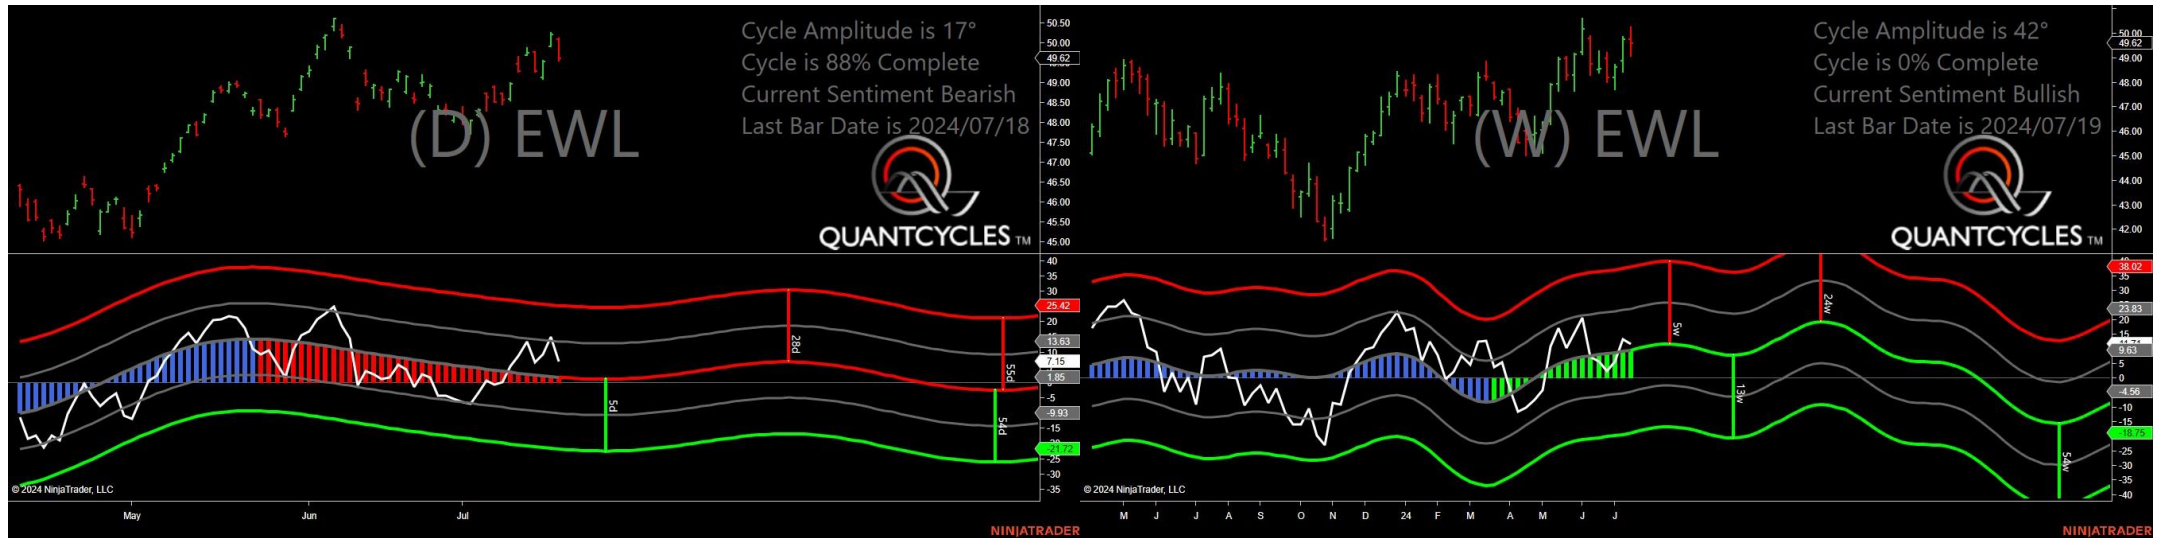 Cycle Amplitude is 17°
Cycle is 88% Complete
Current Sentiment Bearish
Last Bar Date is 2024/07/18
(D) EWL
QUANTCYCLES TM
50.50
50.00
49.62
49.00
48.50
48.00
47.50
47.00
46.50
46.00
45.50
45.00
40
35
30
25.42
20
13.63
10
7.15
1.85
-5
-9.93
-15
-21.72
-25
-30
-35
28d
55d
5d
54d
© 2024 NinjaTrader, LLC
May
Jun
Jul
NINJATRADER
Cycle Amplitude is 42°
Cycle is 0% Complete
Current Sentiment Bullish
Last Bar Date is 2024/07/19
(W) EWL
QUANTCYCLES TM
50.00
49.62
49.00
48.00
47.00
46.00
45.00
44.00
43.00
42.00
38.02
35
30
23.83
20
15
9.63
5
0
-4.56
-10
-15
-18.75
-25
-30
-35
-40
5w
24w
13w
54w
© 2024 NinjaTrader, LLC
M
J
J
A
S
O
N
D
24
F
M
A
M
J
J
NINJATRADER